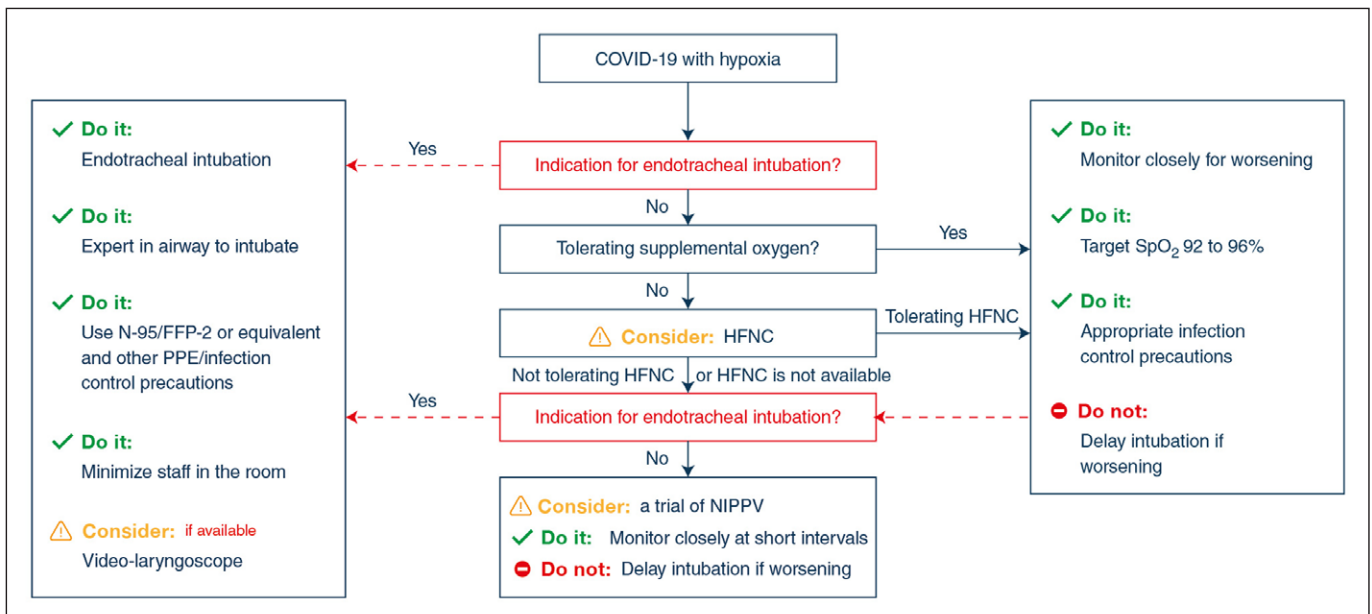 COVID-19 with hypoxia
Indication for endotracheal intubation?
Yes
No
Tolerating supplemental oxygen?
Yes
No
Consider: HFNC
Tolerating HFNC
Not tolerating HFNC or HFNC is not available
Indication for endotracheal intubation?
Yes
No
Consider: a trial of NIPPV
Do it: Monitor closely at short intervals
Do not: Delay intubation if worsening
Do it:
Endotracheal intubation
Do it:
Expert in airway to intubate
Do it:
Use N-95/FFP-2 or equivalent
and other PPE/infection
control precautions
Do it:
Minimize staff in the room
Consider: if available
Video-laryngoscope
Do it:
Monitor closely for worsening
Do it:
Target SpO₂ 92 to 96%
Do it:
Appropriate infection
control precautions
Do not:
Delay intubation if
worsening